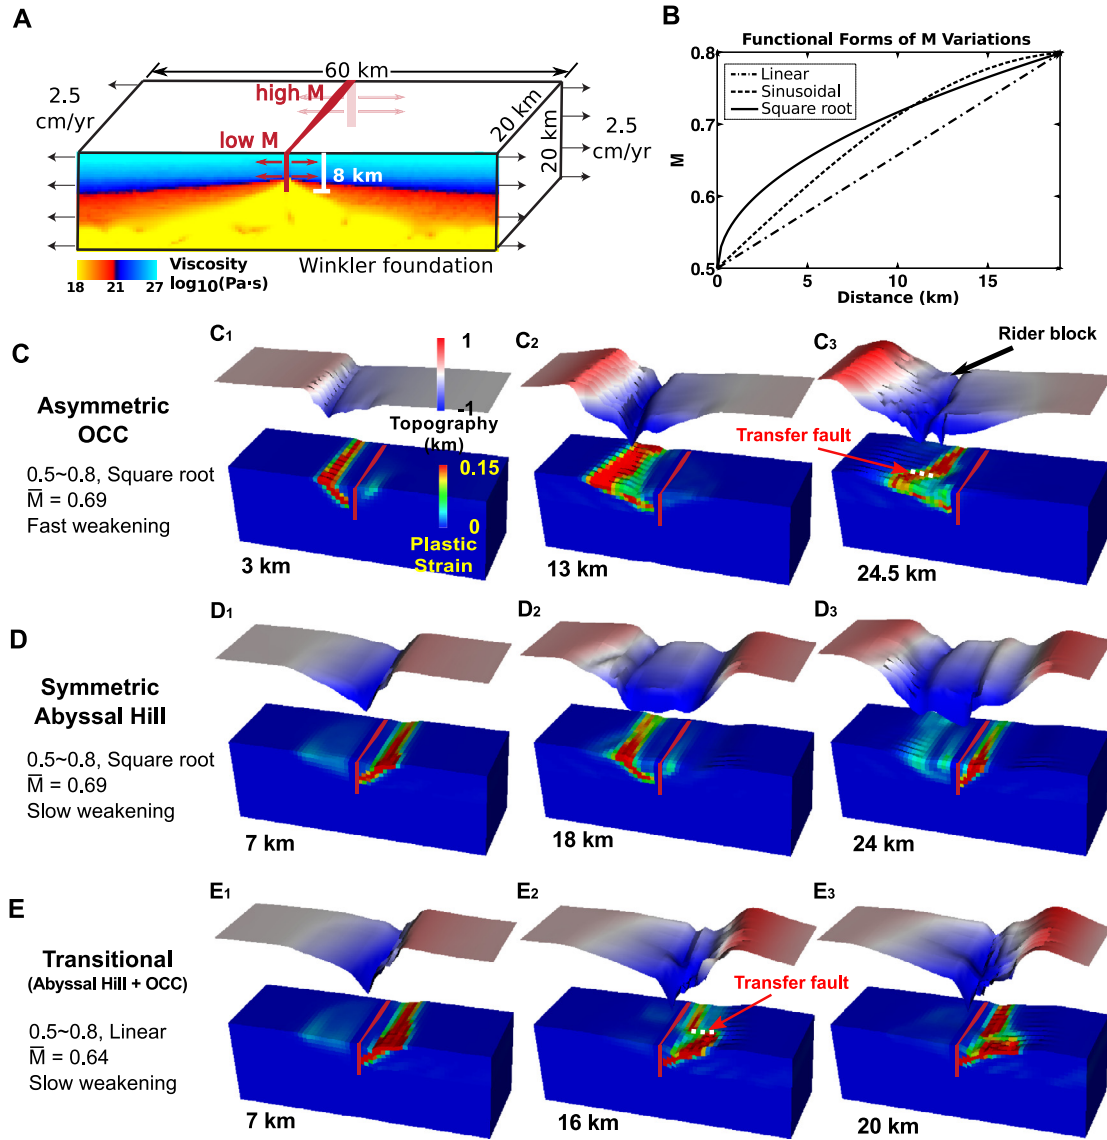 A
60 km
high M
2.5
cm/yr
20 km
20 km
2.5
cm/yr
low M
8 km
Viscosity
log10(Pa·s)
18 21 27
Winkler foundation
B
Functional Forms of M Variations
0.8
0.7
0.6
0.5
M
Linear
Sinusoidal
Square root
0 5 10 15
Distance (km)
C
Asymmetric
OCC
0.5~0.8, Square root
M̅ = 0.69
Fast weakening
C1
1
-1
Topography
(km)
0.15
0
Plastic
Strain
3 km
C2
13 km
C3
Rider block
Transfer fault
24.5 km
D
Symmetric
Abyssal Hill
0.5~0.8, Square root
M̅ = 0.69
Slow weakening
D1
7 km
D2
18 km
D3
24 km
E
Transitional
(Abyssal Hill + OCC)
0.5~0.8, Linear
M̅ = 0.64
Slow weakening
E1
7 km
E2
Transfer fault
16 km
E3
20 km